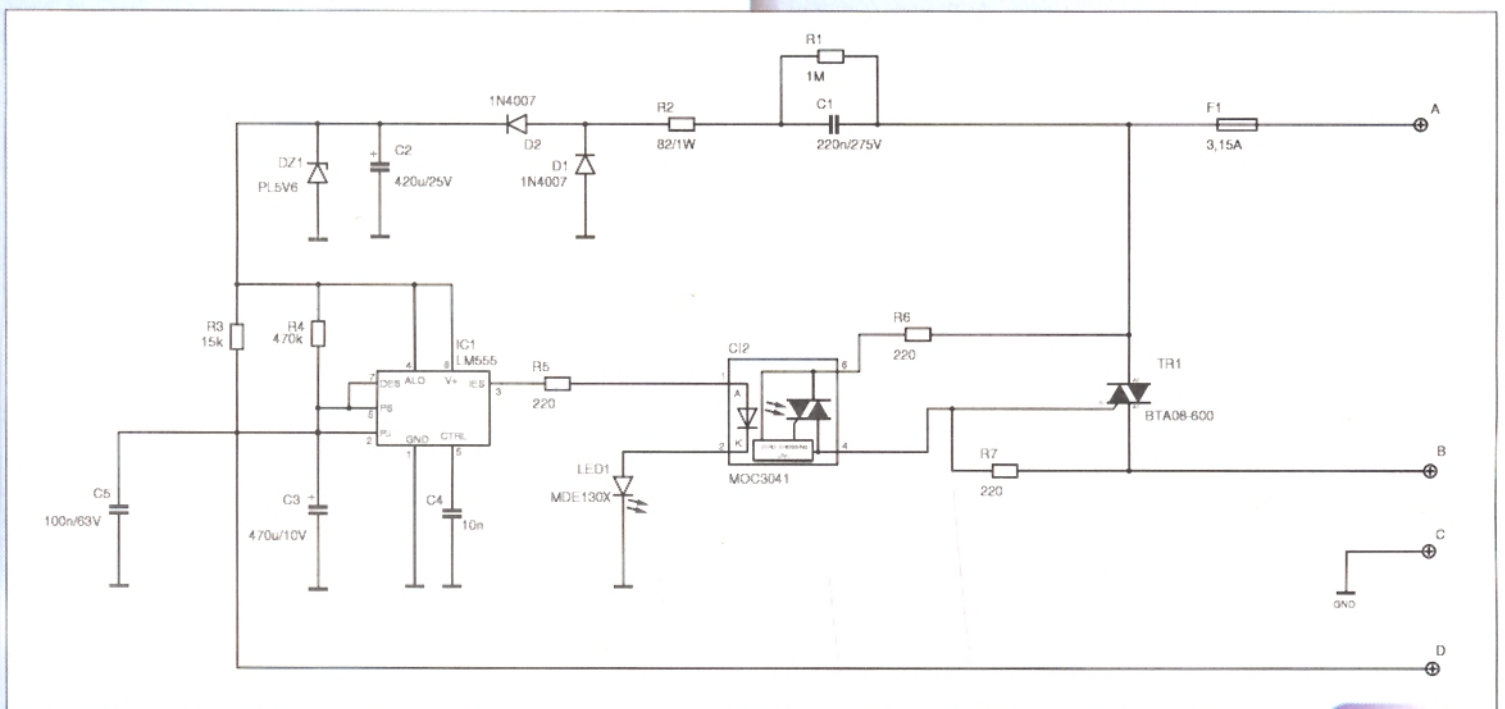 R1
1M
C1
220n/275V
R2
82/1W
F1
3,15A
A
1N4007
D2
D1
1N4007
C2
+
420u/25V
DZ1
PL5V6
R3
15k
R4
470k
IC1
LM555
4
8
ALO
V+
7
DES
IES
3
6
2
GND
CTRL
1
5
R5
220
CI2
1
A
K
2
6
4
MOC3041
R6
220
TR1
BTA08-600
R7
220
B
C5
100n/63V
C3
+
470u/10V
C4
10n
LED1
MDE130X
C
GND
D